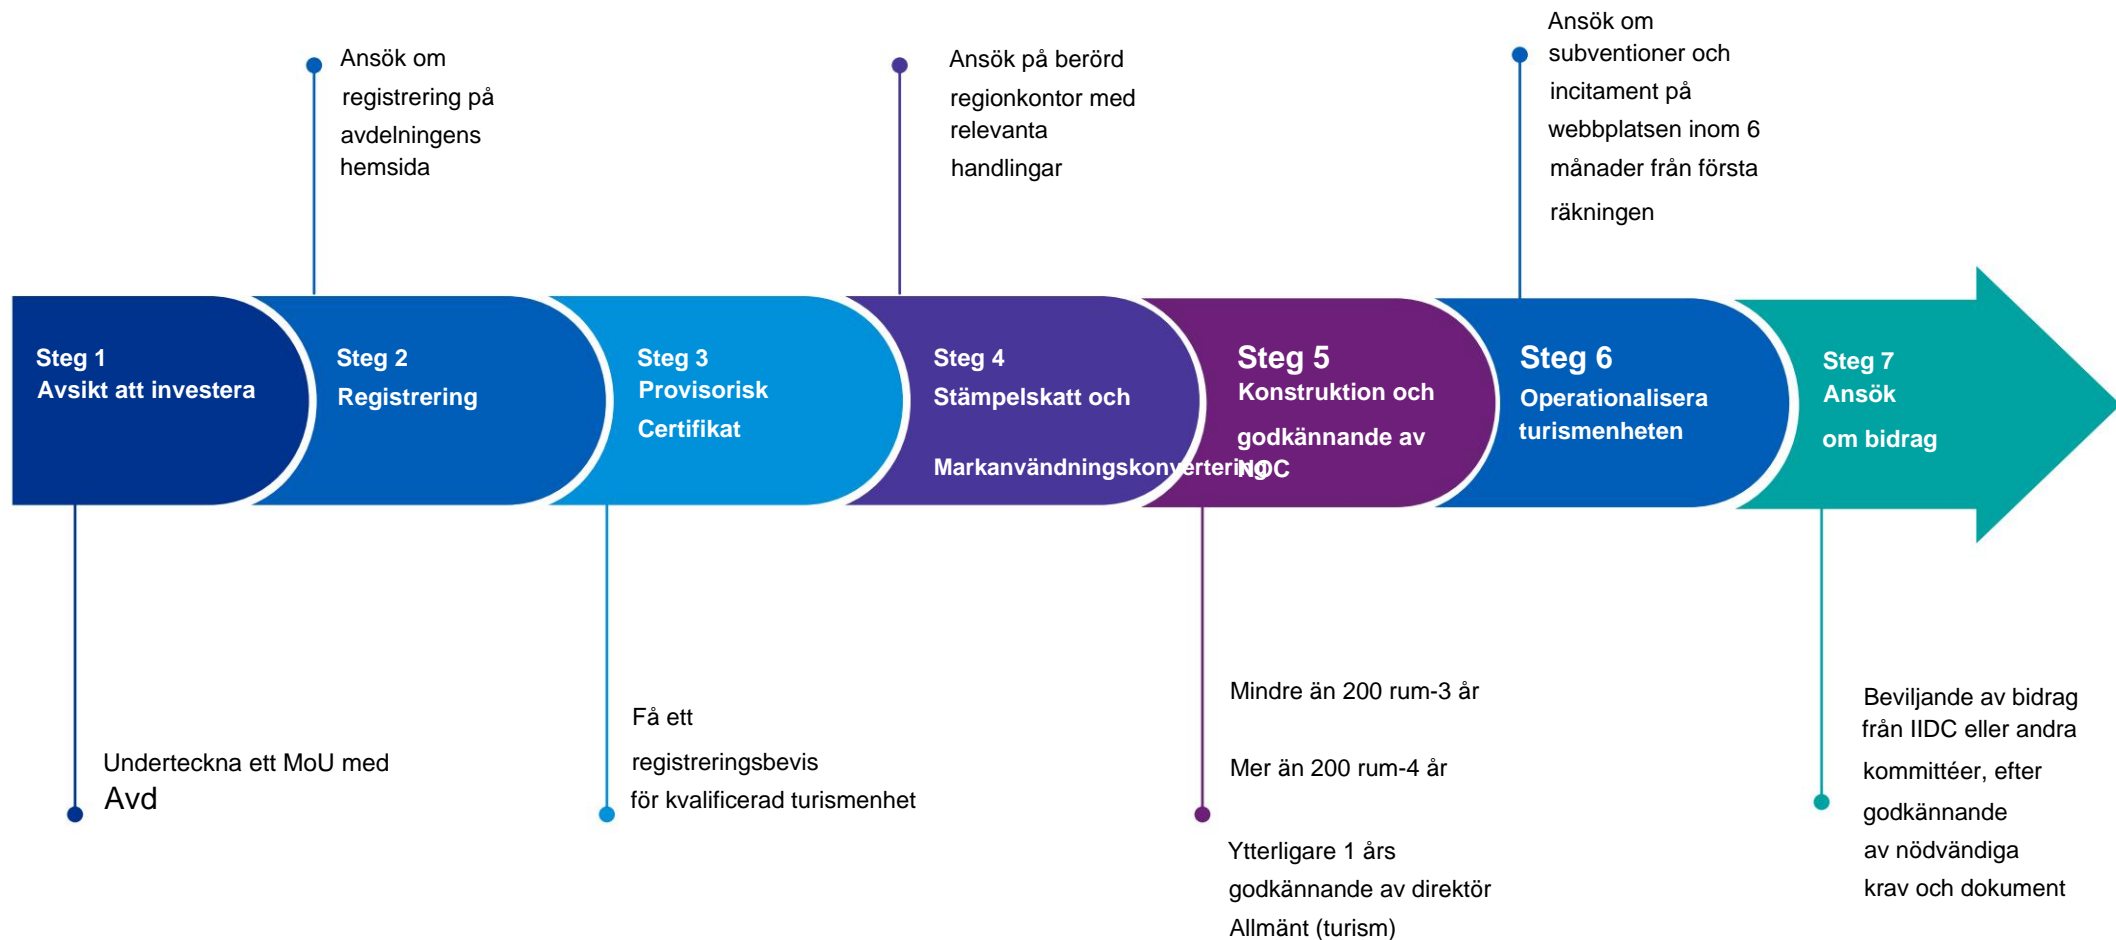 Ansök om
registrering på
avdelningens
hemsida
Ansök på berörd
regionkontor med
relevanta
handlingar
Ansök om
subventioner och
incitament på
webbplatsen inom 6
månader från första
räkningen
Steg 1
Avsikt att investera
Steg 2
Registrering
Steg 3
Provisorisk
Certifikat
Steg 4
Stämpelskatt och
Markanvändningskonvertering
Steg 5
Konstruktion och
godkännande av
NOC
Steg 6
Operationalisera
turismenheten
Steg 7
Ansök
om bidrag
Underteckna ett MoU med
Avd
Få ett
registreringsbevis
för kvalificerad turismenhet
Mindre än 200 rum-3 år
Mer än 200 rum-4 år
Ytterligare 1 års
godkännande av direktör
Allmänt (turism)
Beviljande av bidrag
från IIDC eller andra
kommittéer, efter
godkännande
av nödvändiga
krav och dokument